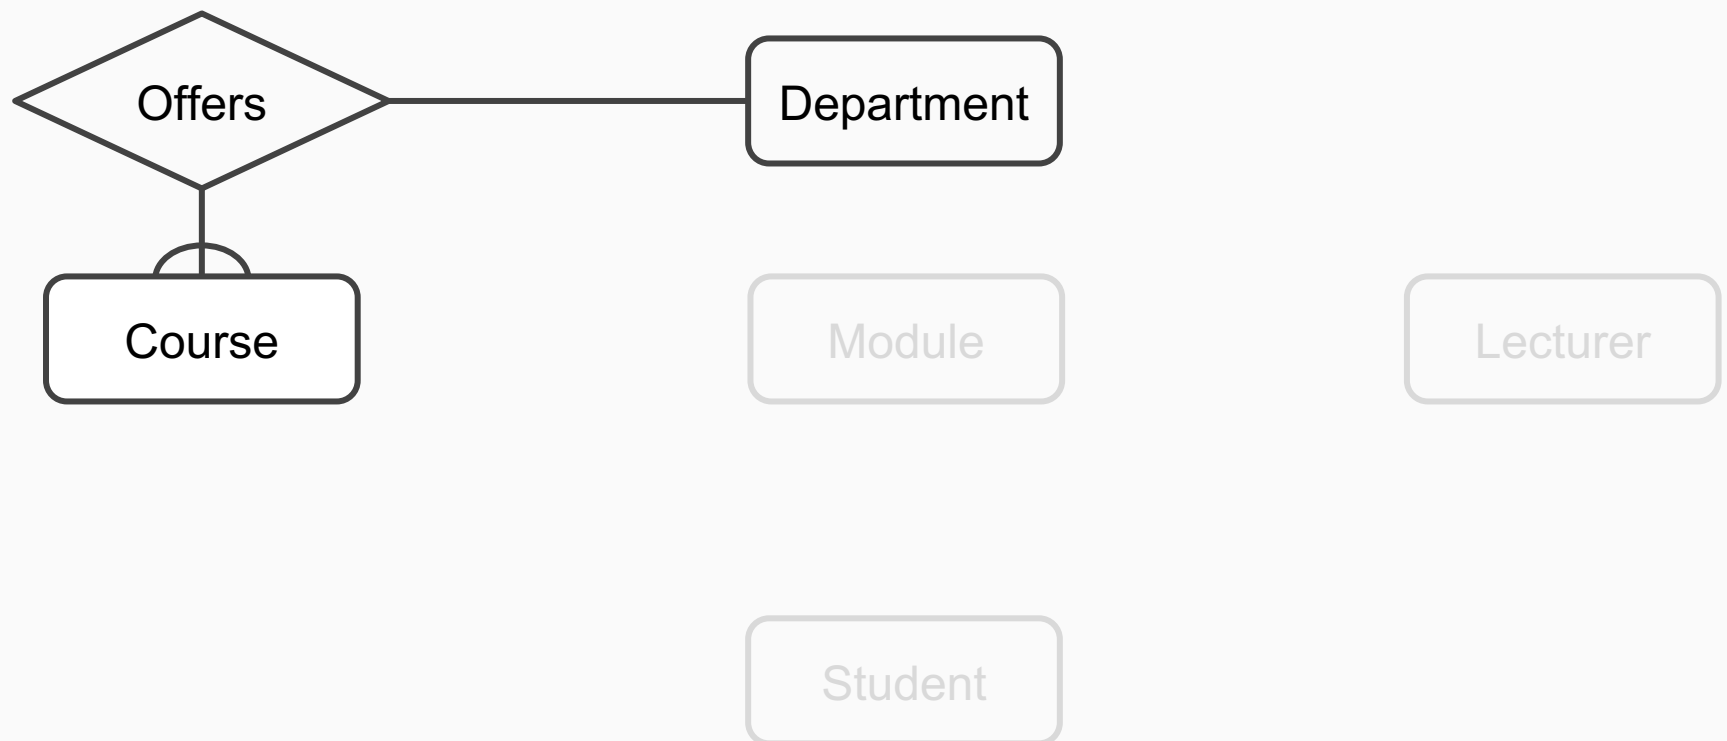 Offers
Department
Course
Module
Lecturer
Student